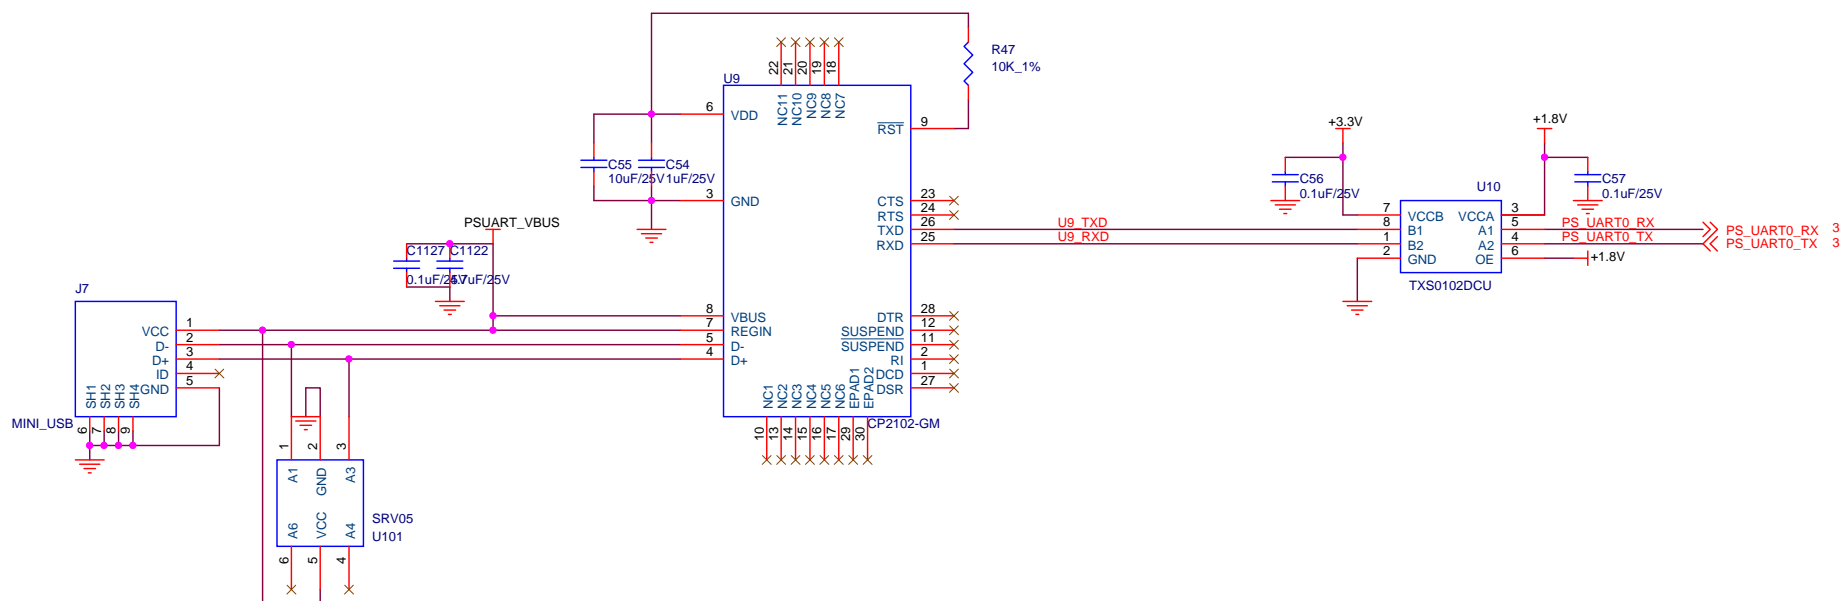 R47
10K_1%
U9
22
21
20
19
18
NC11
NC10
NC9
NC8
NC7
6
VDD
9
RST
C55
10uF/25V
C54
1uF/25V
3
GND
CTS
23
RTS
24
TXD
26
RXD
25
U9_TXD
U9_RXD
+3.3V
+1.8V
C56
0.1uF/25V
C57
0.1uF/25V
U10
7
VCCB
VCCA
3
8
B1
A1
5
1
B2
A2
4
2
GND
OE
6
TXS0102DCU
PS_UART0_RX
PS_UART0_TX
+1.8V
PS_UART0_RX 3
PS_UART0_TX 3
PSUART_VBUS
C1127
C1122
0.1uF/25V
4.7uF/25V
J7
VCC
1
D-
2
D+
3
ID
4
GND
5
SH1
SH2
SH3
SH4
6
7
8
9
MINI_USB
8
VBUS
7
REGIN
5
D-
4
D+
DTR
28
SUSPEND
12
SUSPEND
11
RI
2
DCD
1
DSR
27
NC1
NC2
NC3
NC4
NC5
NC6
EPAD1
EPAD2
10
13
14
15
16
17
29
30
CP2102-GM
1
2
3
A1
GND
A3
A6
VCC
A4
6
5
4
SRV05
U101